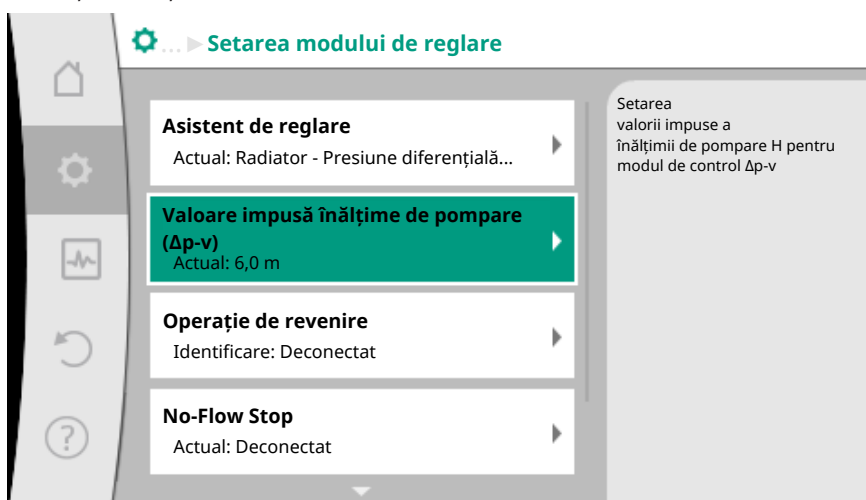 ... Setarea modului de reglare
Asistent de reglare
Actual: Radiator - Presiune diferențială...
Valoare impusă înălțime de pompare
(Δp-v)
Actual: 6,0 m
Operație de revenire
Identificare: Deconectat
No-Flow Stop
Actual: Deconectat
Setarea
valorii impuse a
înălțimii de pompare H pentru
modul de control Δp-v
?